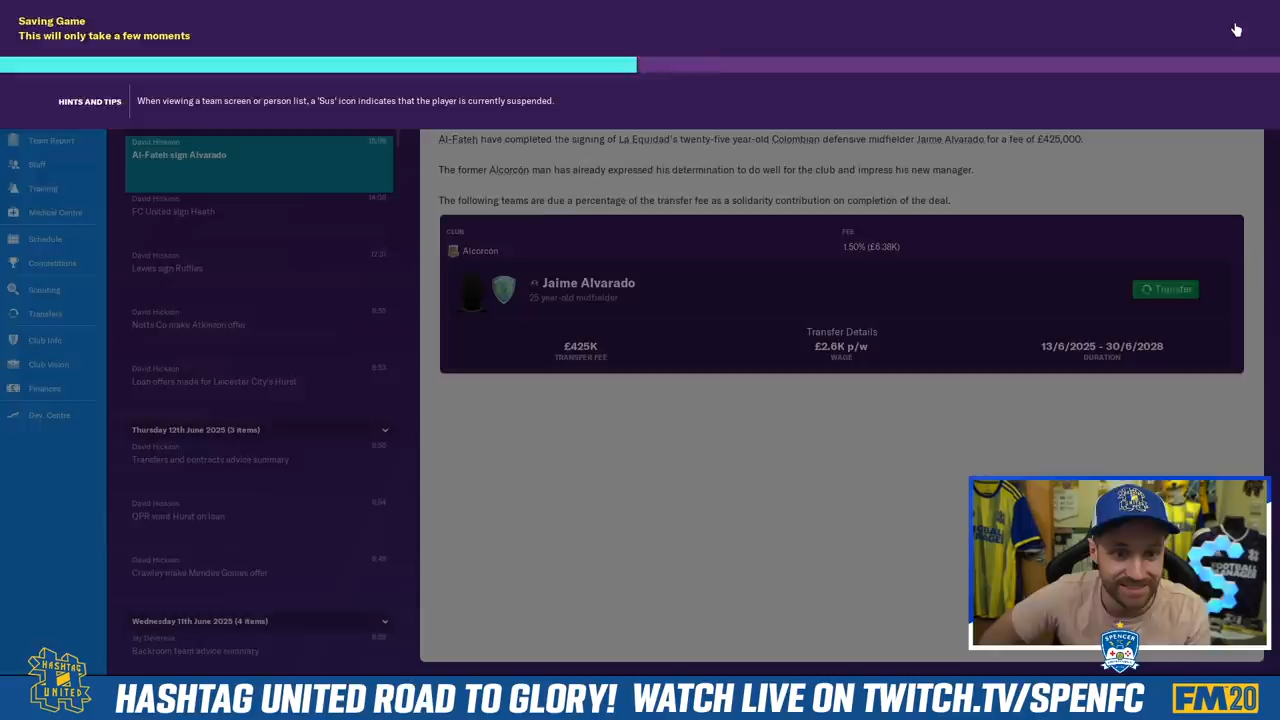 Saving Game
This will only take a few moments
HINTS AND TIPS
When viewing a team screen or person list, a 'Sus' icon indicates that the player is currently suspended.
Team Report
Staff
Training
Medical Centre
Schedule
Competitions
Scouting
Transfers
Club Info
Club Vision
Finances
Dev. Centre
David Hickson
Al-Fateh sign Alvarado
David Hickson
FC United sign Heath
David Hickson
Lewes sign Ruffles
David Hickson
Notts Co make Atkinson offer
David Hickson
Loan offers made for Leicester City's Hurst
Thursday 12th June 2025 (3 items)
David Hickson
Transfers and contracts advice summary
David Hickson
QPR want Hurst on loan
David Hickson
Crawley make Mendes Gomes offer
Wednesday 11th June 2025 (4 items)
Jay Devereux
Backroom team advice summary
Al-Fateh have completed the signing of La Equidad's twenty-five year-old Colombian defensive midfielder Jaime Alvarado for a fee of £425,000.
The former Alcorcón man has already expressed his determination to do well for the club and impress his new manager.
The following teams are due a percentage of the transfer fee as a solidarity contribution on completion of the deal.
CLUB FEE
Alcorcón 1.50% (£6.38K)
Jaime Alvarado
25 year-old midfielder
Transfer
Transfer Details
£425K £2.6K p/w 13/6/2025 - 30/6/2028
TRANSFER FEE WAGE DURATION
FOOTBALL
MANAGER
SPENCER
HASHTAG
UNITED
HASHTAG UNITED ROAD TO GLORY! WATCH LIVE ON TWITCH.TV/SPENFC
FM20